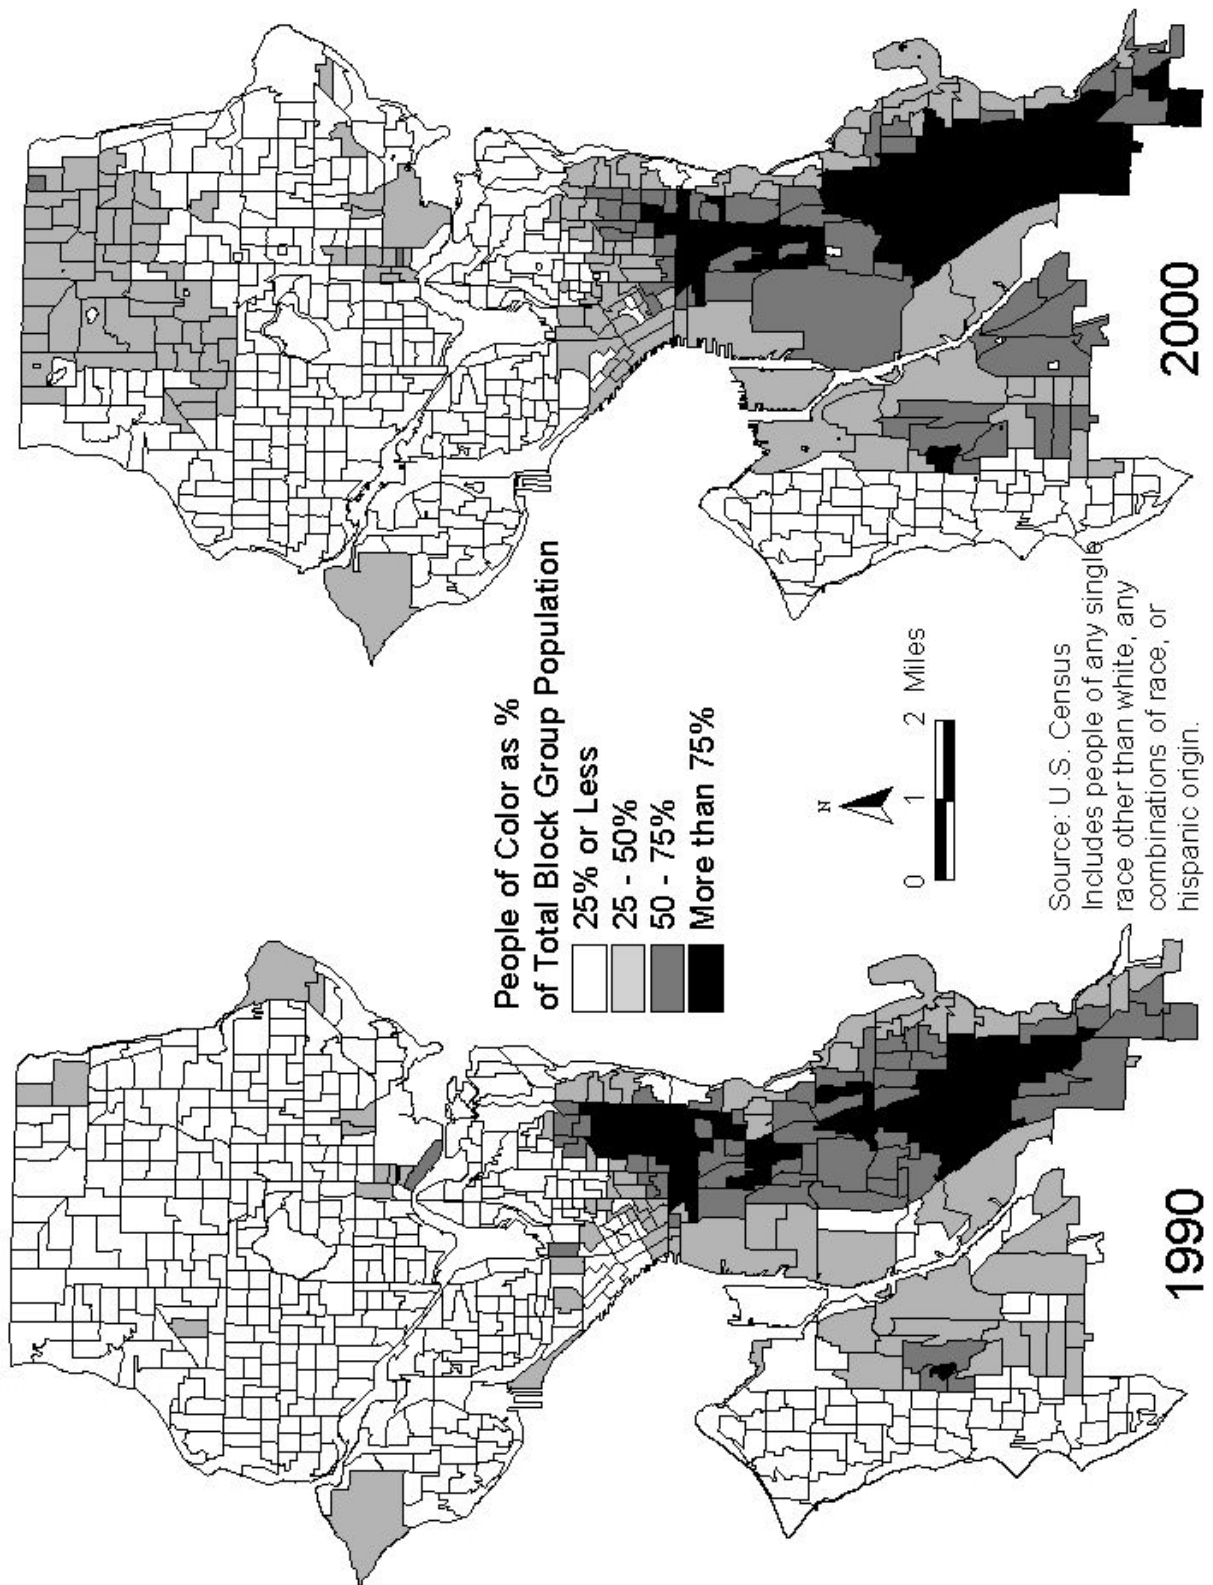 1990
People of Color as %
of Total Block Group Population
25% or Less
25 - 50%
50 - 75%
More than 75%
N
0 1 2 Miles
Source: U.S. Census
Includes people of any single
race other than white, any
combinations of race, or
hispanic origin.
2000